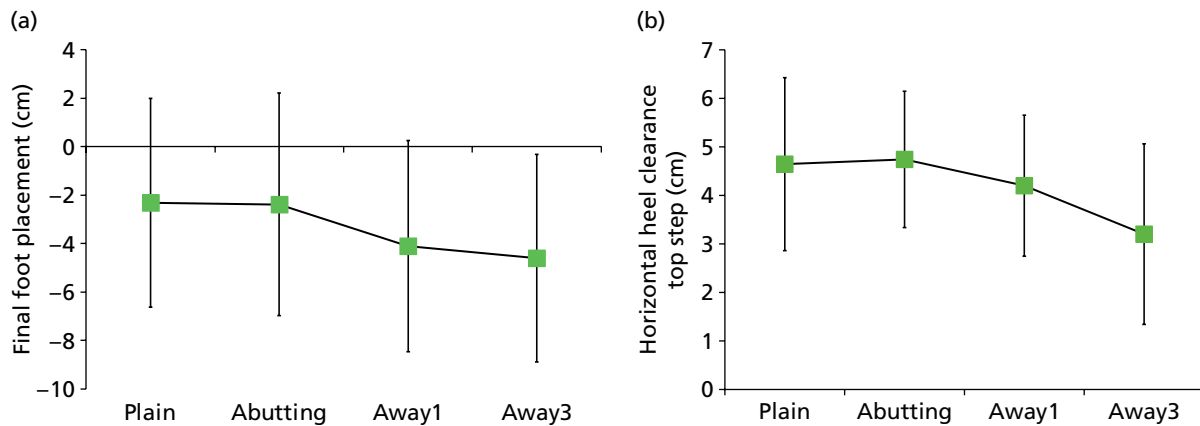 (a)
Final foot placement (cm)
4
2
0
−2
−4
−6
−8
−10
Plain Abutting Away1 Away3
(b)
Horizontal heel clearance
top step (cm)
7
6
5
4
3
2
1
0
Plain Abutting Away1 Away3